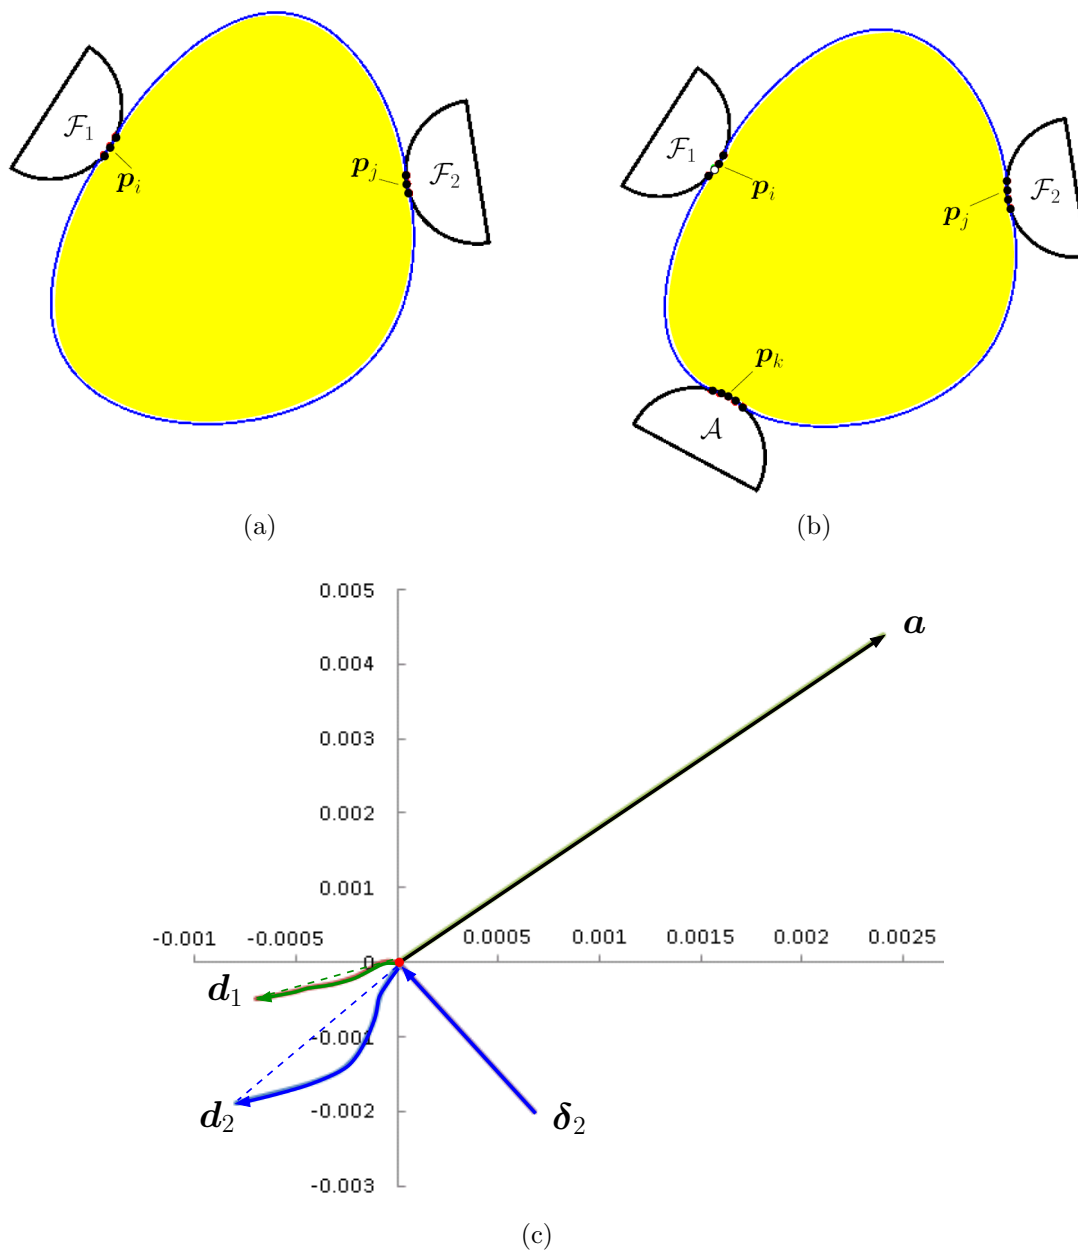 F₁
F₂
pᵢ
pⱼ
(a)
F₁
F₂
pᵢ
pⱼ
pₖ
A
(b)
0.005
0.004
0.003
0.002
0.001
0
-0.001
-0.002
-0.003
-0.001 -0.0005 0.0005 0.001 0.0015 0.002 0.0025
a
d₁
d₂
δ₂
(c)